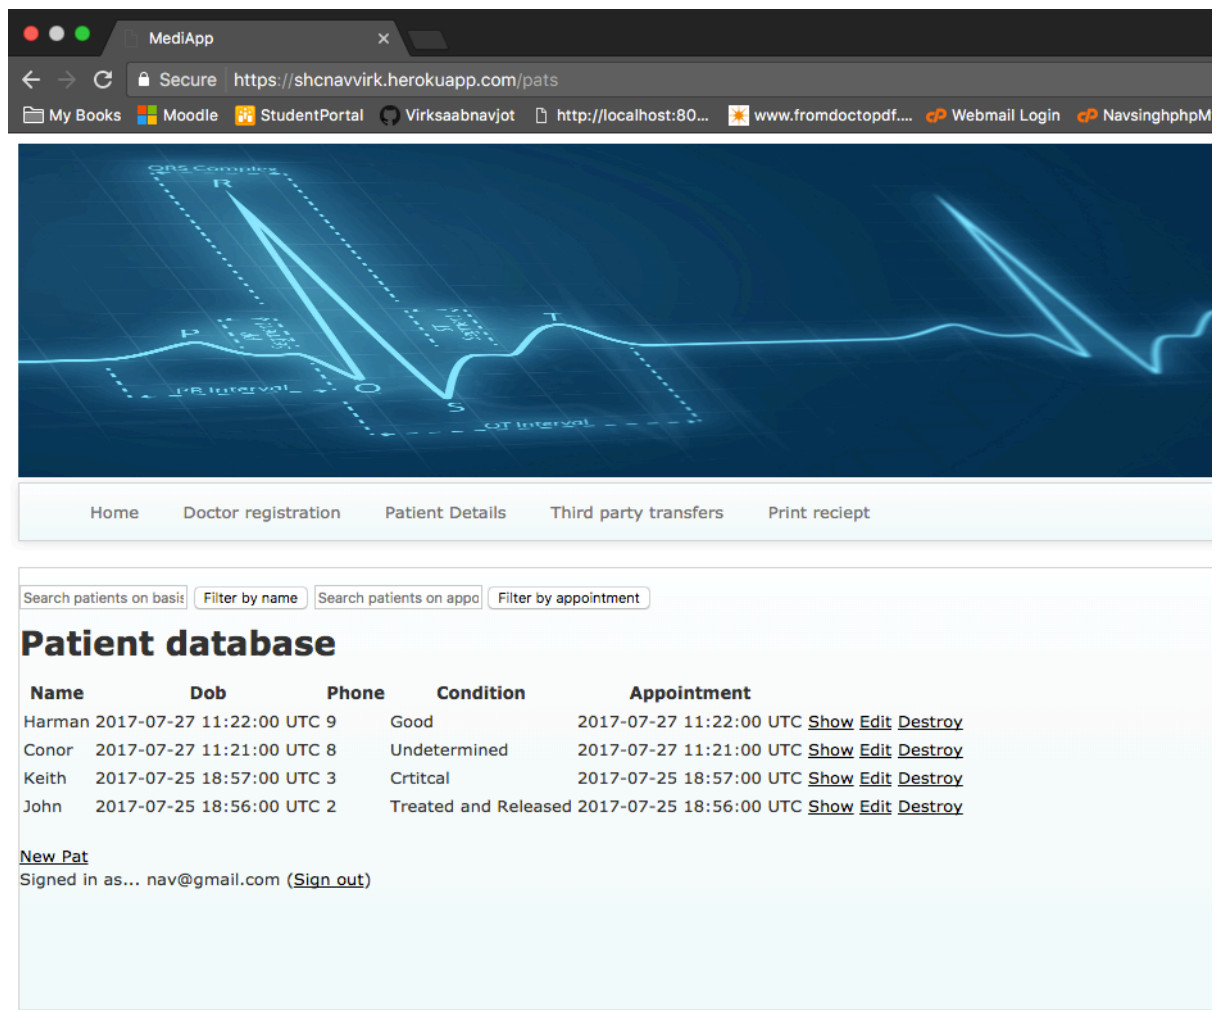 MediApp
Secure https://shcnavvirk.herokuapp.com/pats
My Books Moodle StudentPortal Virksaabnavjot http://localhost:80... www.fromdoctopdf.... Webmail Login NavsinghphpM
QRS Complex
R
P
T
PR Interval
Q
S
QT Interval
Home Doctor registration Patient Details Third party transfers Print reciept
Search patients on basis Filter by name Search patients on appo Filter by appointment
Patient database
Name Dob Phone Condition Appointment
Harman 2017-07-27 11:22:00 UTC 9 Good 2017-07-27 11:22:00 UTC Show Edit Destroy
Conor 2017-07-27 11:21:00 UTC 8 Undetermined 2017-07-27 11:21:00 UTC Show Edit Destroy
Keith 2017-07-25 18:57:00 UTC 3 Crtitcal 2017-07-25 18:57:00 UTC Show Edit Destroy
John 2017-07-25 18:56:00 UTC 2 Treated and Released 2017-07-25 18:56:00 UTC Show Edit Destroy
New Pat
Signed in as... nav@gmail.com (Sign out)